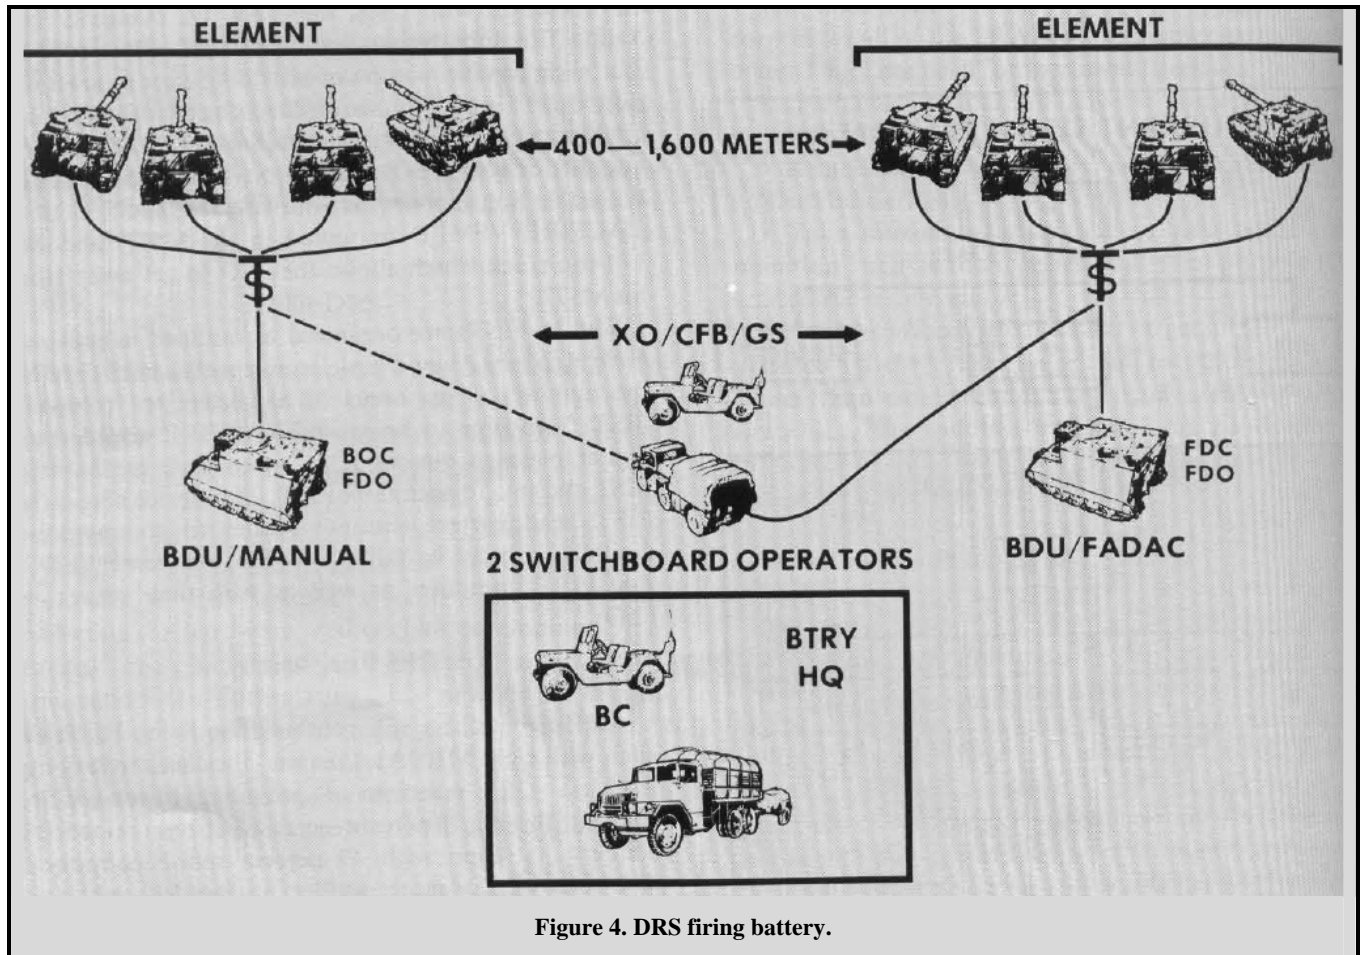 ELEMENT
ELEMENT
400—1,600 METERS
$
$
XO/CFB/GS
BOC
FDO
FDC
FDO
BDU/MANUAL
2 SWITCHBOARD OPERATORS
BDU/FADAC
BTRY
HQ
BC
Figure 4. DRS firing battery.